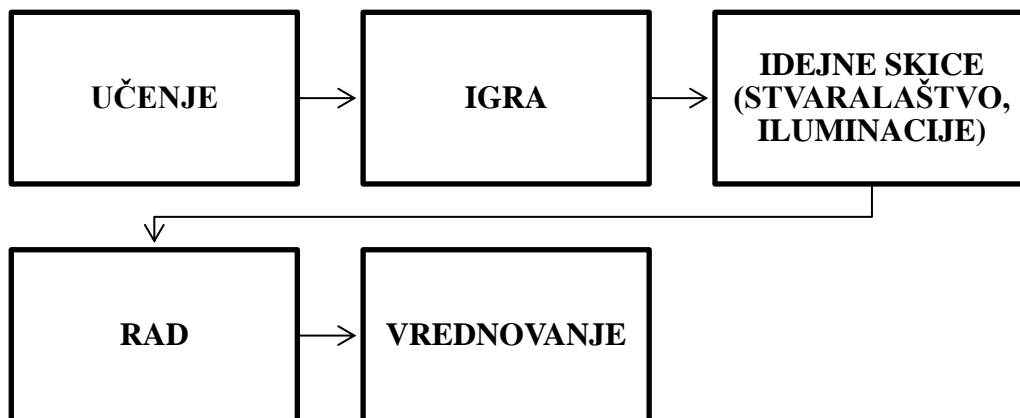 UČENJE
IGRA
IDEJNE SKICE
(STVARALAŠTVO,
ILUMINACIJE)
RAD
VREDNOVANJE